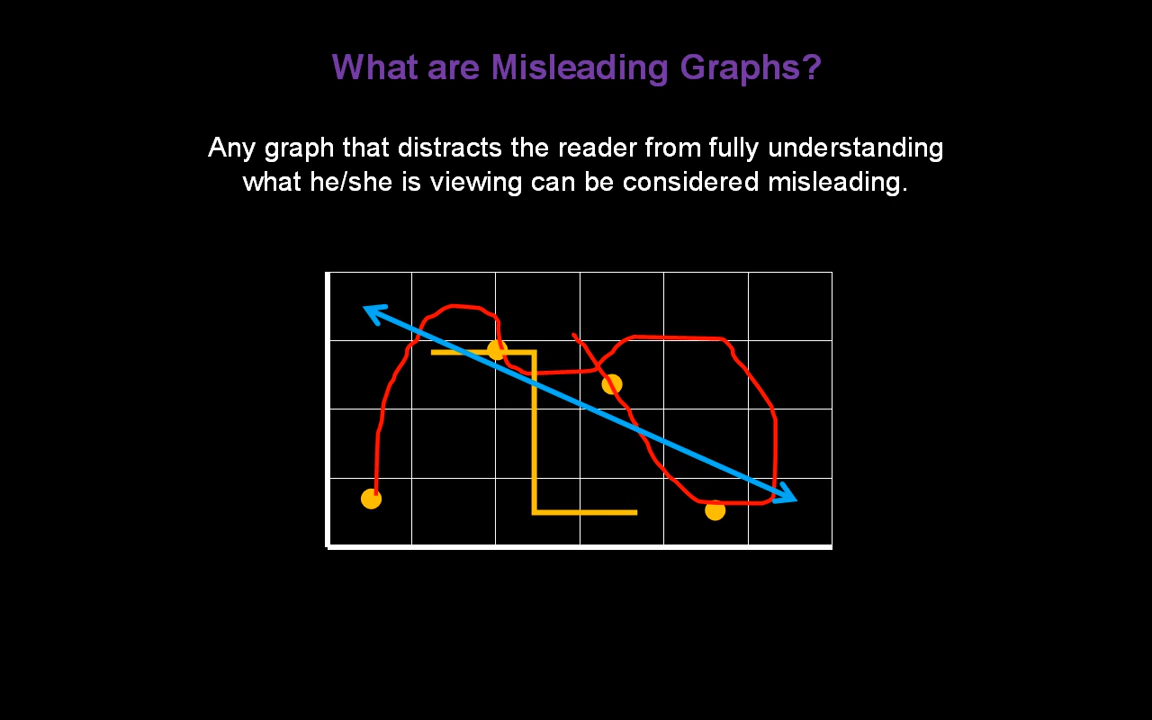 What are Misleading Graphs?
Any graph that distracts the reader from fully understanding
what he/she is viewing can be considered misleading.